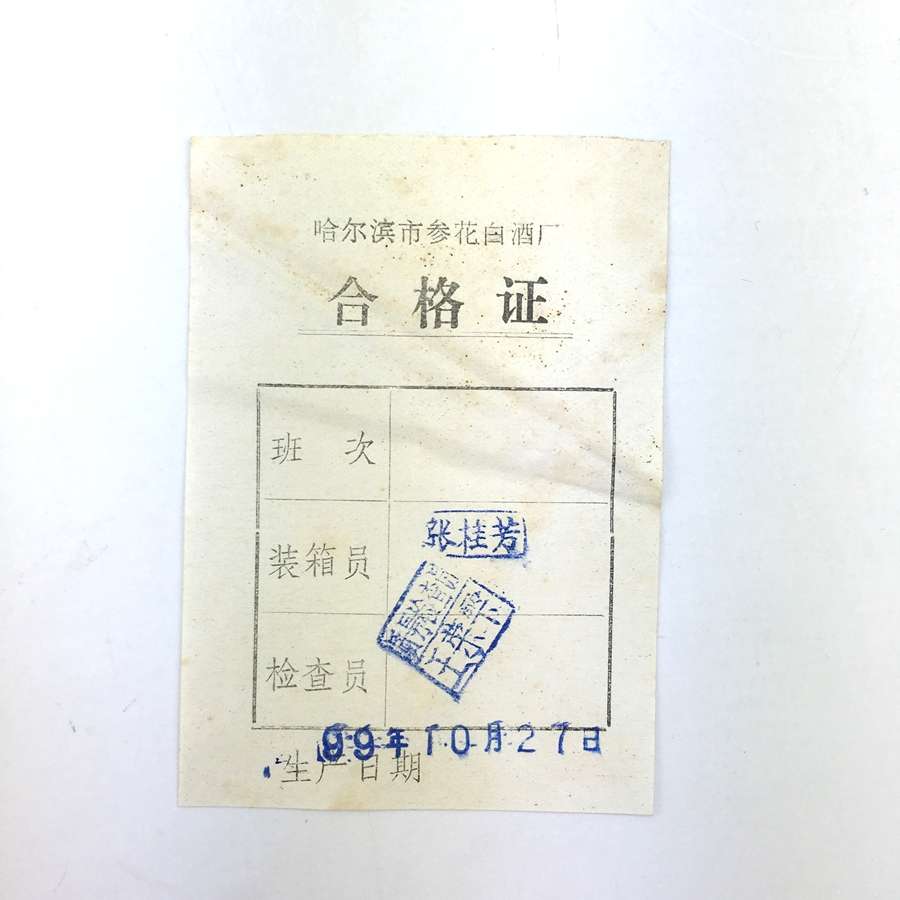 哈尔滨市参花白酒厂
合格证
班次
装箱员
张桂芳
检查员
99年10月27日
生产日期